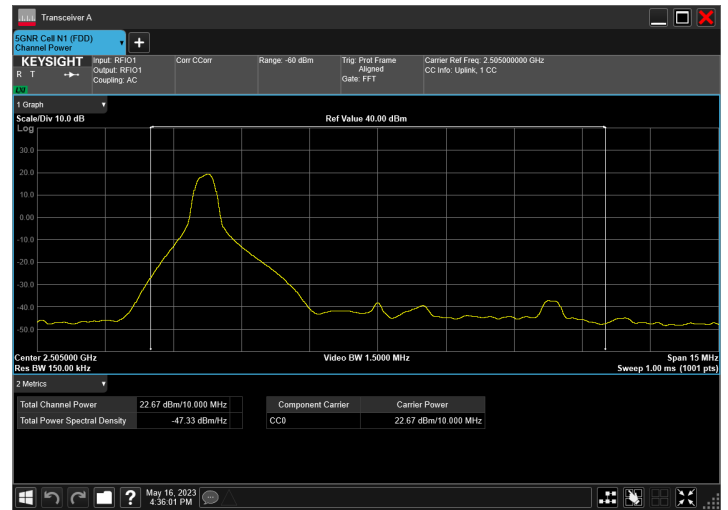 Transceiver A
5GNR Cell N1 (FDD)
Channel Power
KEYSIGHT
R T
LXI
Input: RFIO1
Output: RFIO1
Coupling: AC
Corr CCorr
Range: -60 dBm
Trig: Prot Frame
Aligned
Gate: FFT
Carrier Ref Freq: 2.505000000 GHz
CC Info: Uplink, 1 CC
1 Graph
Scale/Div 10.0 dB
Ref Value 40.00 dBm
Log
30.0
20.0
10.0
0.00
-10.0
-20.0
-30.0
-40.0
-50.0
Center 2.505000 GHz
Video BW 1.5000 MHz
Span 15 MHz
Res BW 150.00 kHz
Sweep 1.00 ms (1001 pts)
2 Metrics
Total Channel Power 22.67 dBm/10.000 MHz
Total Power Spectral Density -47.33 dBm/Hz
Component Carrier Carrier Power
CC0 22.67 dBm/10.000 MHz
?
May 16, 2023
4:36:01 PM